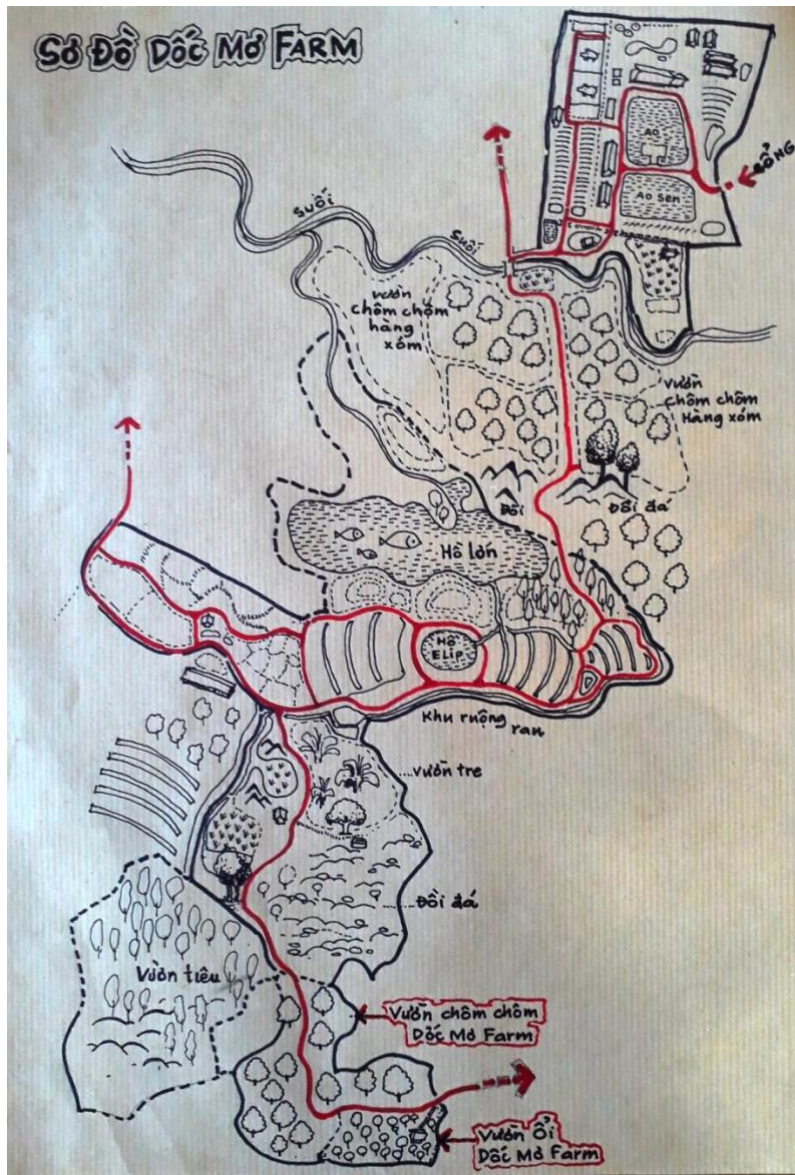 Sơ Đồ Dốc Mơ Farm
Ao
CỔNG
Ao Sen
Suối
Suối
vườn
chôm chôm
hàng
xóm
vườn
chôm chôm
Hàng xóm
Đồi
Đồi đá
Hồ lớn
Hồ
ELip
Khu ruộng
rau
vườn tre
Đồi đá
Vườn tiêu
Vườn chôm chôm
Dốc Mơ Farm
Vườn Ổi
Dốc Mơ Farm